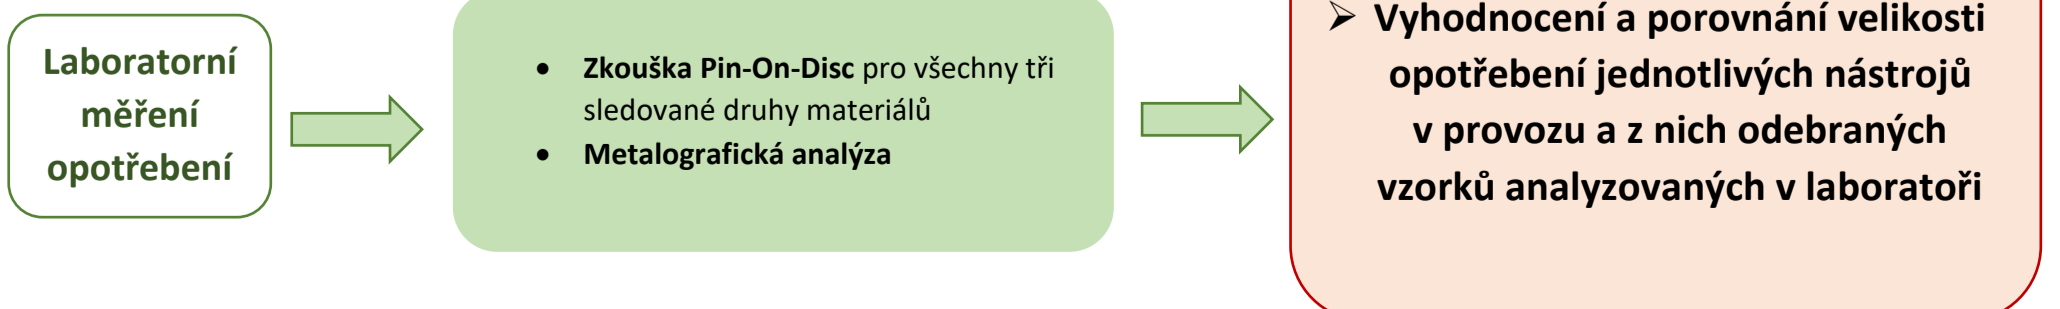 Laboratorní
měření
opotřebení
• Zkouška Pin-On-Disc pro všechny tři
sledované druhy materiálů
• Metalografická analýza
➢ Vyhodnocení a porovnání velikosti
opotřebení jednotlivých nástrojů
v provozu a z nich odebraných
vzorků analyzovaných v laboratoři